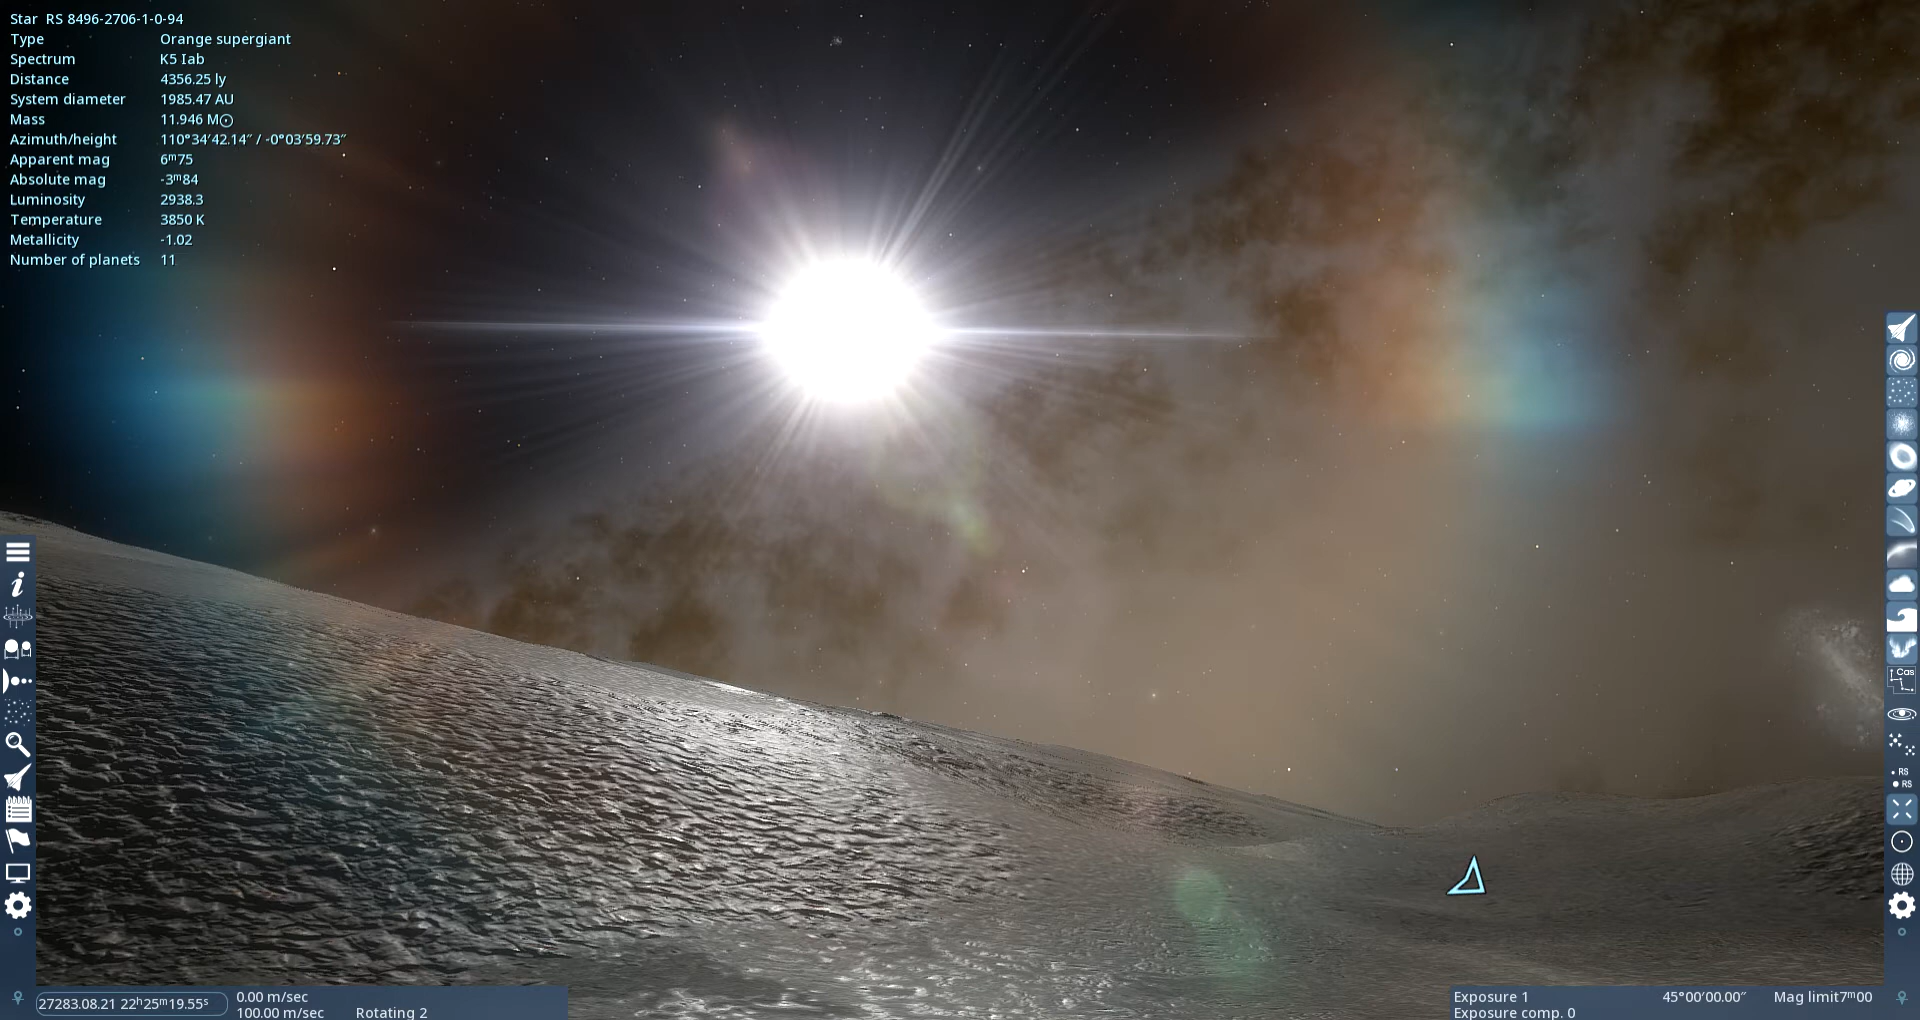 Star RS 8496-2706-1-0-94
Type Orange supergiant
Spectrum K5 Iab
Distance 4356.25 ly
System diameter 1985.47 AU
Mass 11.946 M☉
Azimuth/height 110°34′42.14″ / -0°03′59.73″
Apparent mag 6ᵐ75
Absolute mag -3ᵐ84
Luminosity 2938.3
Temperature 3850 K
Metallicity -1.02
Number of planets 11
Cas
RS
RS
27283.08.21 22ʰ25ᵐ19.55ˢ
0.00 m/sec
100.00 m/sec Rotating 2
Exposure 1 45°00′00.00″ Mag limit7ᵐ00
Exposure comp. 0